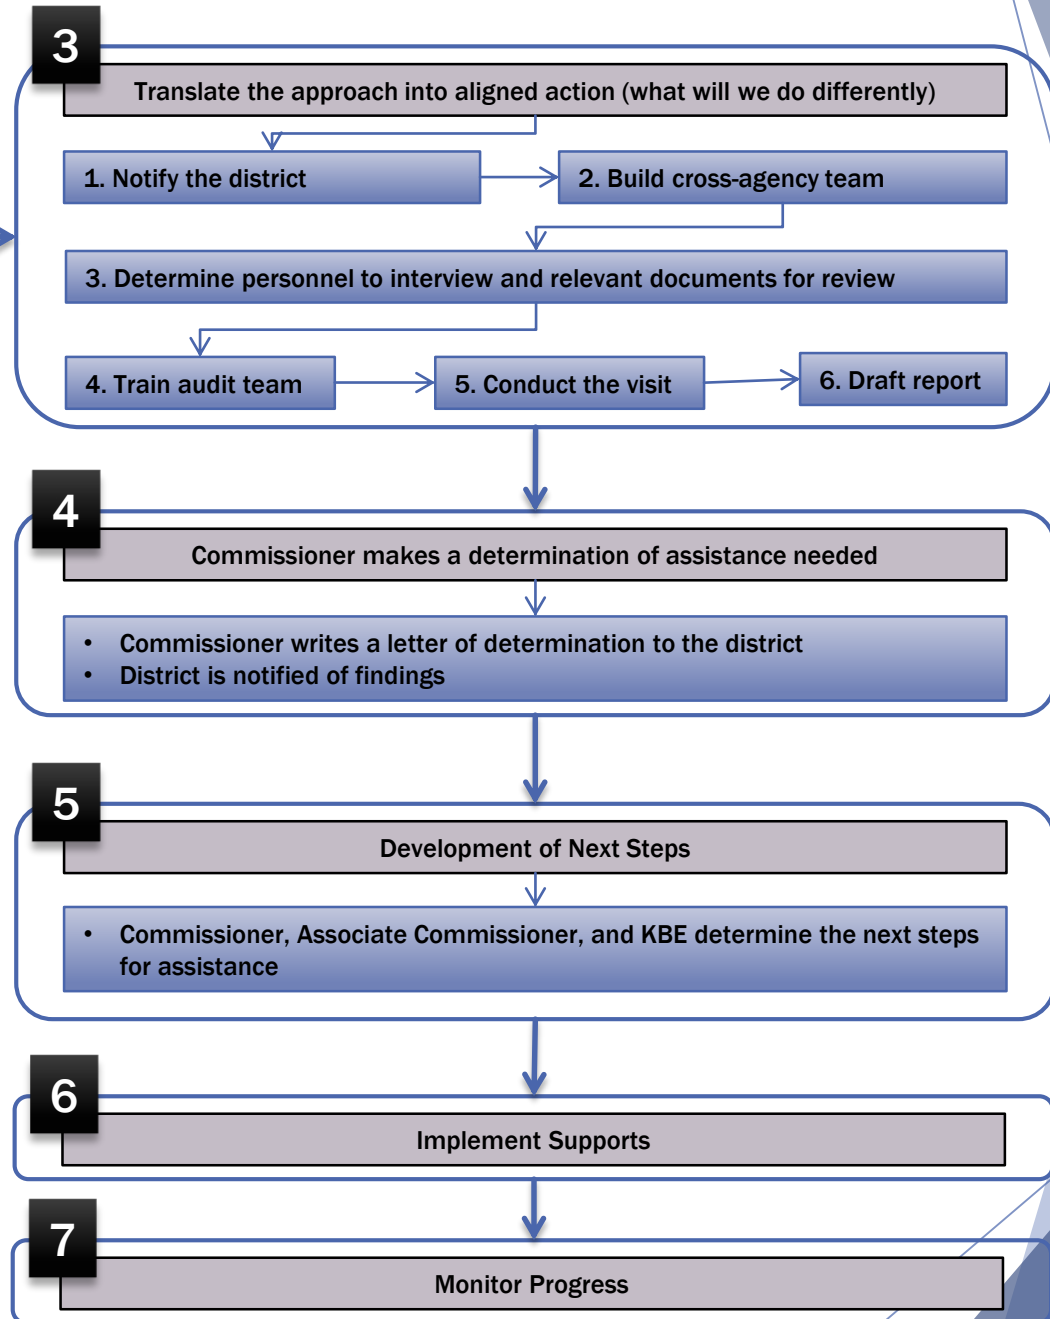 3
Translate the approach into aligned action (what will we do differently)
1. Notify the district
2. Build cross-agency team
3. Determine personnel to interview and relevant documents for review
4. Train audit team
5. Conduct the visit
6. Draft report
4
Commissioner makes a determination of assistance needed
• Commissioner writes a letter of determination to the district
• District is notified of findings
5
Development of Next Steps
• Commissioner, Associate Commissioner, and KBE determine the next steps
for assistance
6
Implement Supports
7
Monitor Progress